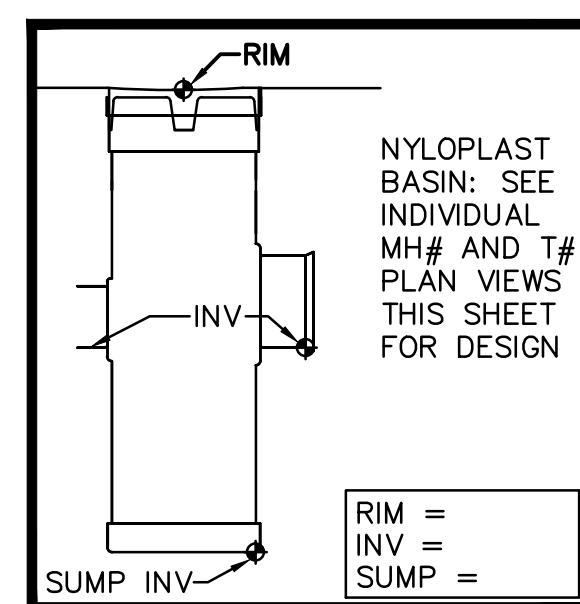 RIM
NYLOPLAST
BASIN: SEE
INDIVIDUAL
MH# AND T#
PLAN VIEWS
THIS SHEET
FOR DESIGN
INV
RIM =
INV =
SUMP =
SUMP INV